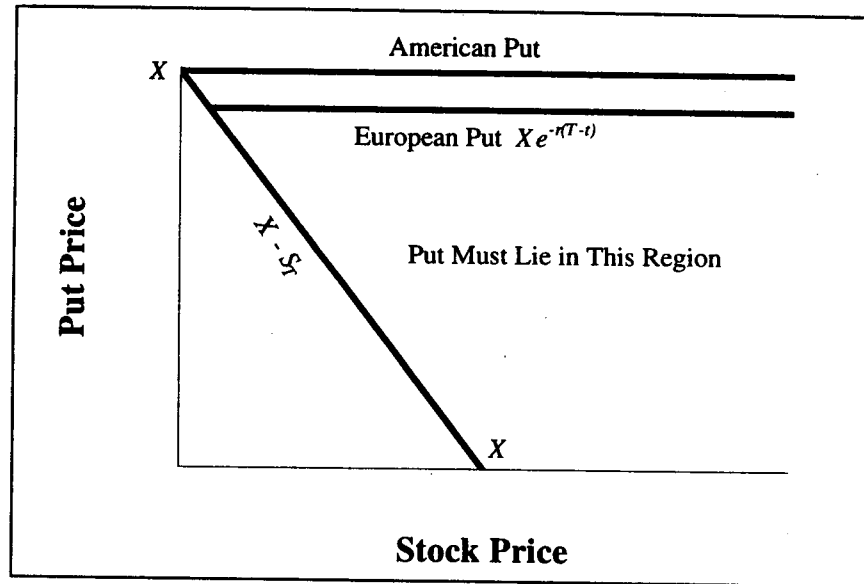 American Put
X
European Put Xe^{-r(T-t)}
X - S_T
Put Must Lie in This Region
Put Price
X
Stock Price